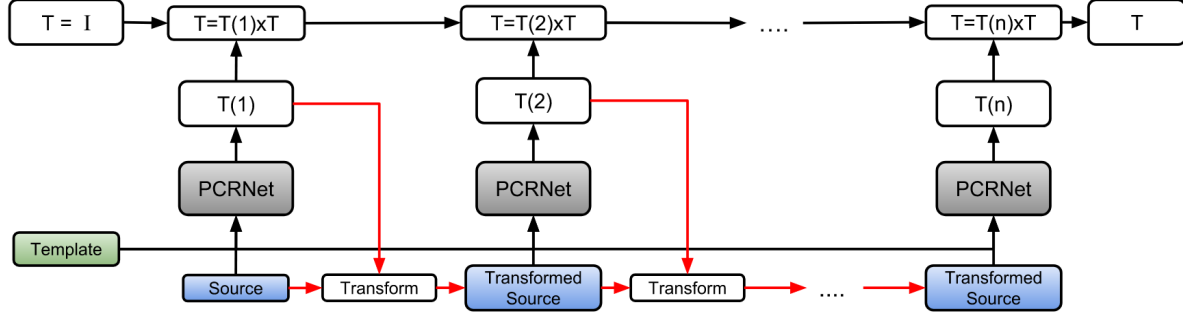 T = I
T=T(1)xT
T=T(2)xT
....
T=T(n)xT
T
T(1)
T(2)
T(n)
PCRNet
PCRNet
PCRNet
Template
Source
Transform
Transformed
Source
Transform
....
Transformed
Source